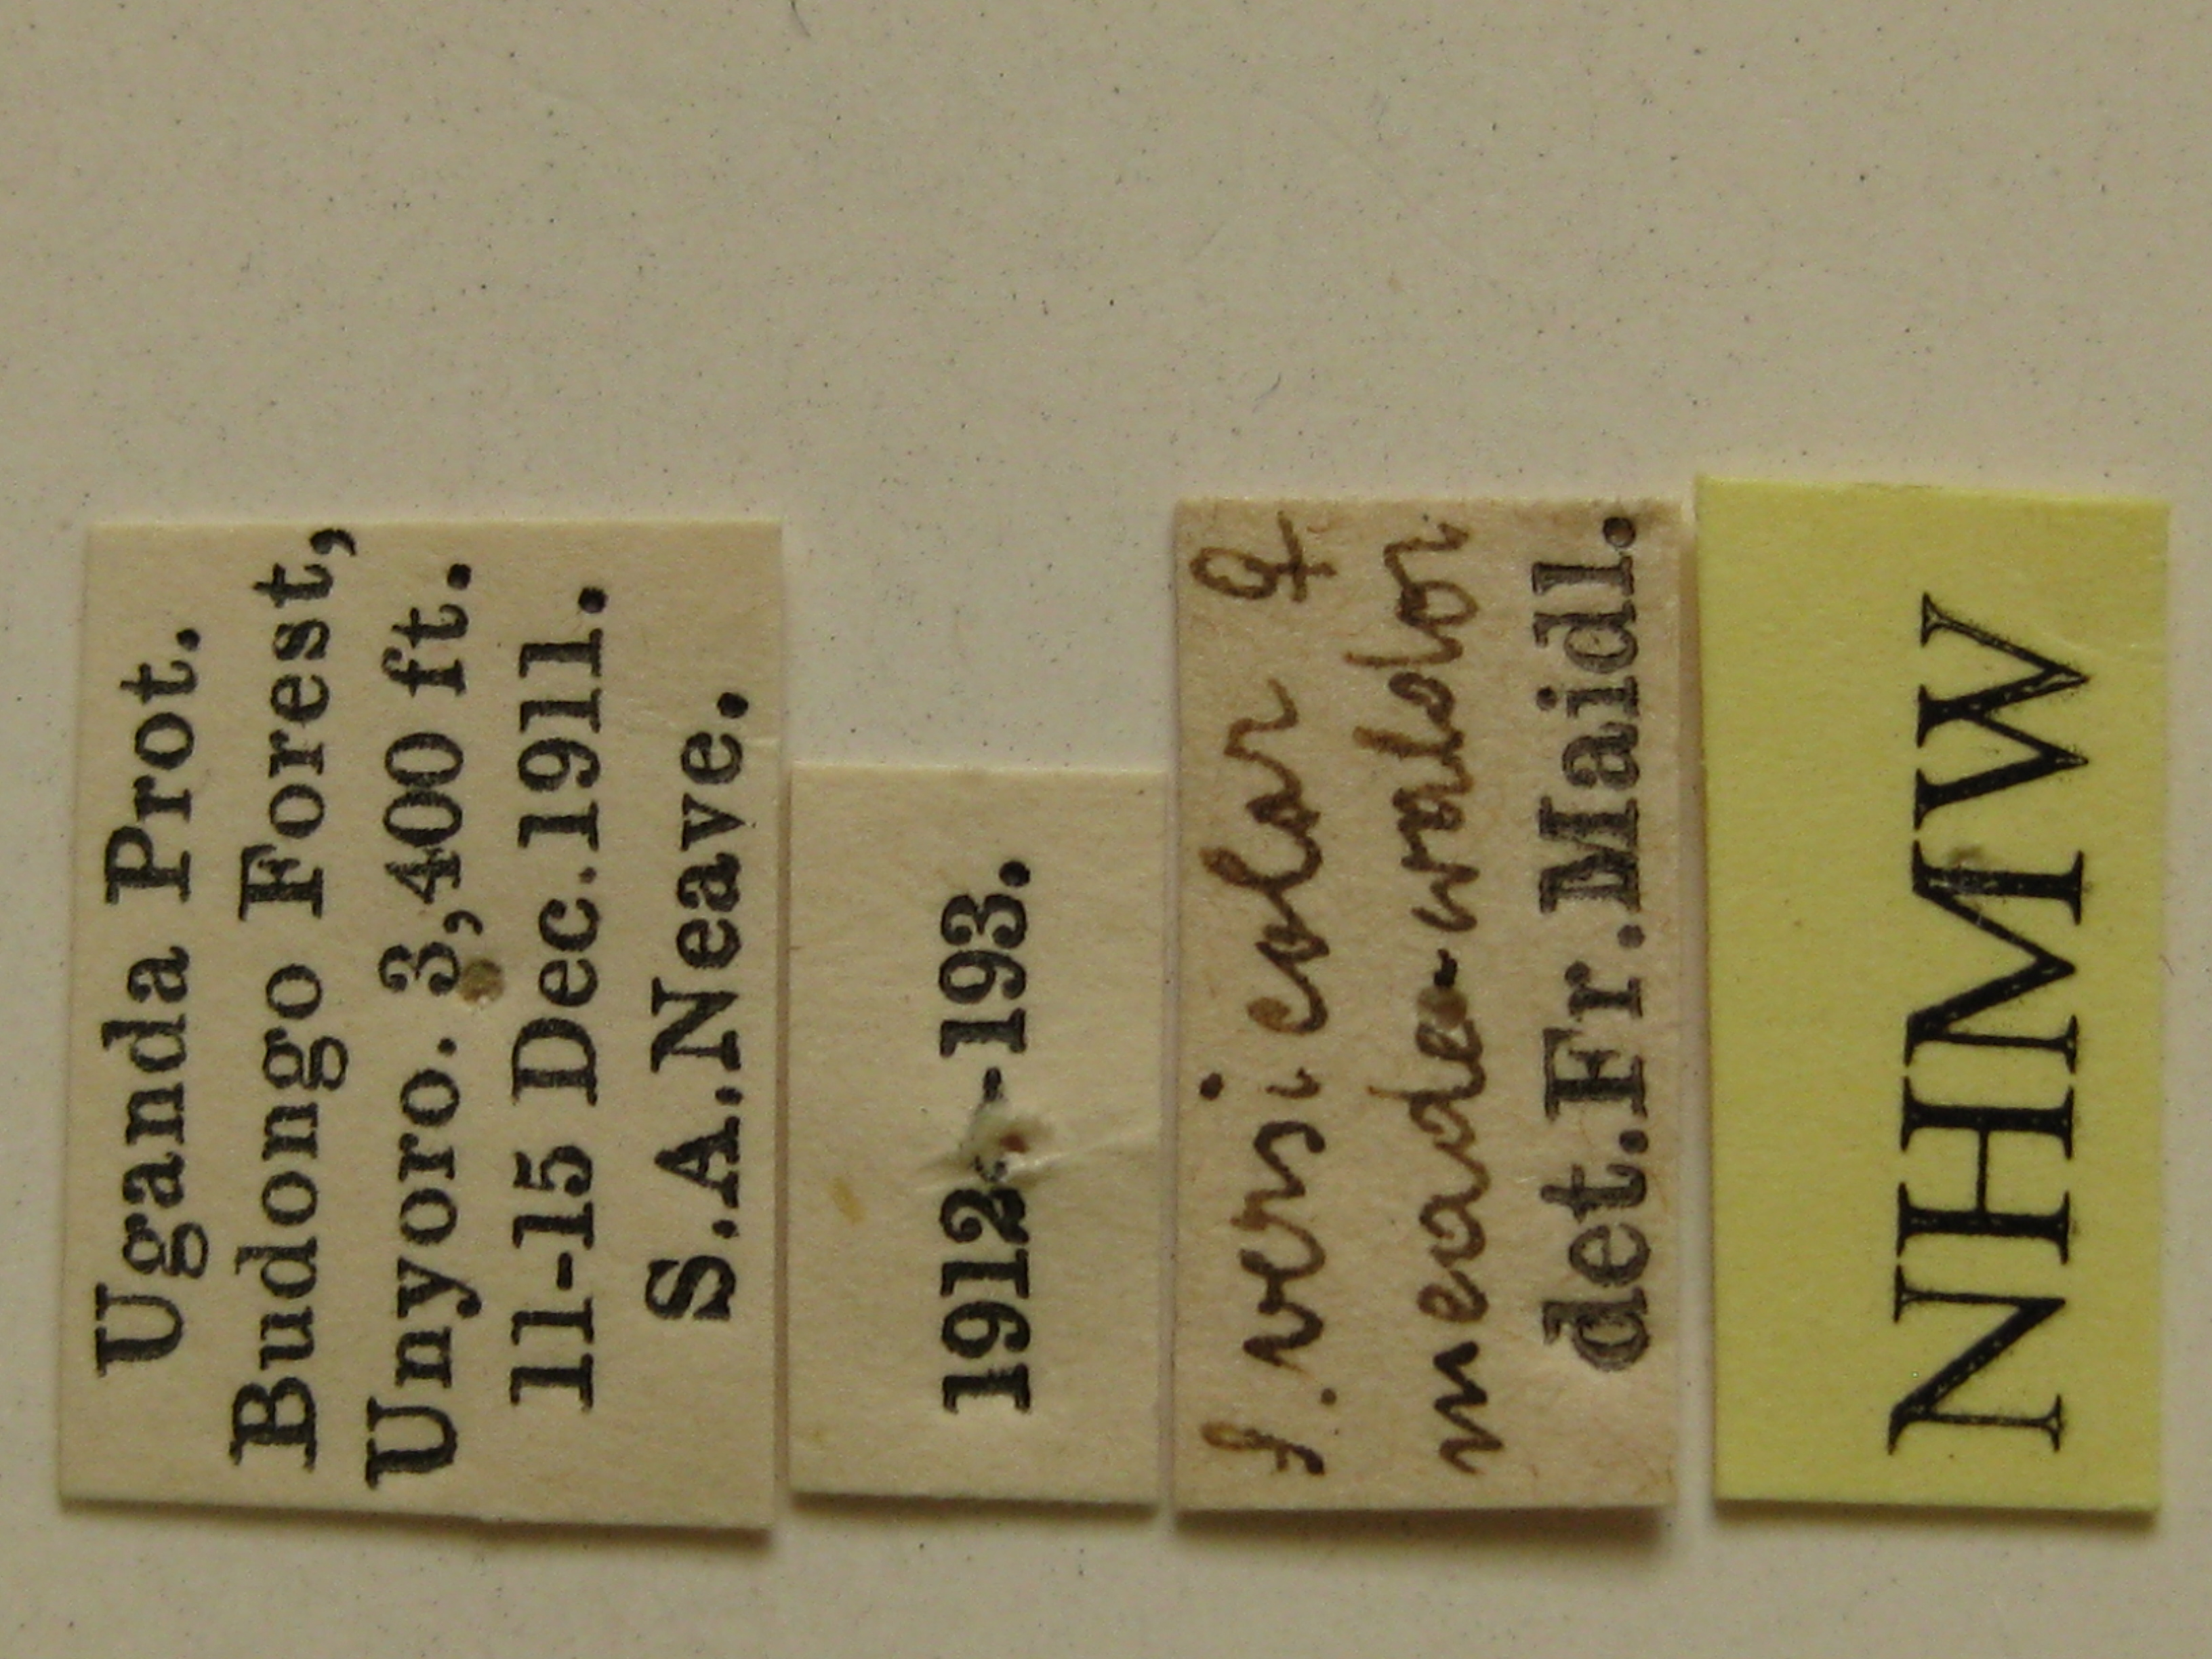 Uganda Prot.
Budongo Forest,
Unyoro. 3,400 ft.
11-15 Dec. 1911.
S.A.Neave.
1912-193.
S. versicolor ♀
meade-waldoi
det. Fr. Maidl.
NHMW